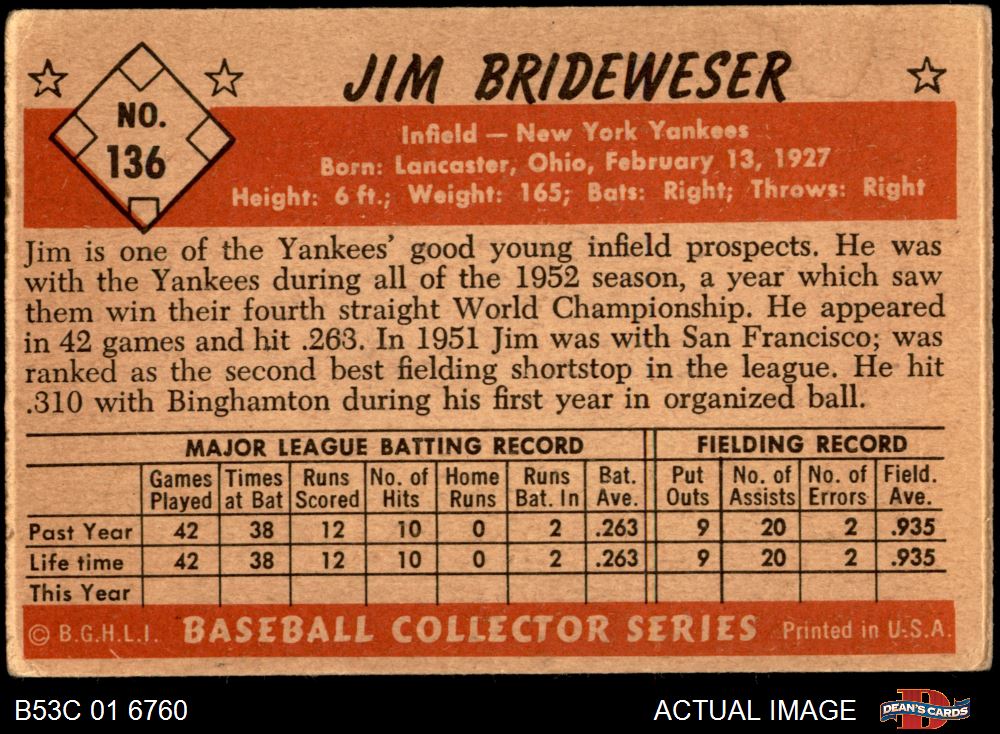 NO.
136
JIM BRIDEWESER
Infield — New York Yankees
Born: Lancaster, Ohio, February 13, 1927
Height: 6 ft.; Weight: 165; Bats: Right; Throws: Right
Jim is one of the Yankees' good young infield prospects. He was
with the Yankees during all of the 1952 season, a year which saw
them win their fourth straight World Championship. He appeared
in 42 games and hit .263. In 1951 Jim was with San Francisco; was
ranked as the second best fielding shortstop in the league. He hit
.310 with Binghamton during his first year in organized ball.
MAJOR LEAGUE BATTING RECORD FIELDING RECORD
Games Times Runs No. of Home Runs Bat. Put No. of No. of Field.
Played at Bat Scored Hits Runs Bat. In Ave. Outs Assists Errors Ave.
Past Year 42 38 12 10 0 2 .263 9 20 2 .935
Life time 42 38 12 10 0 2 .263 9 20 2 .935
This Year
© B.G.H.L.I. BASEBALL COLLECTOR SERIES Printed in U.S.A.
B53C 01 6760 ACTUAL IMAGE DEAN'S CARDS